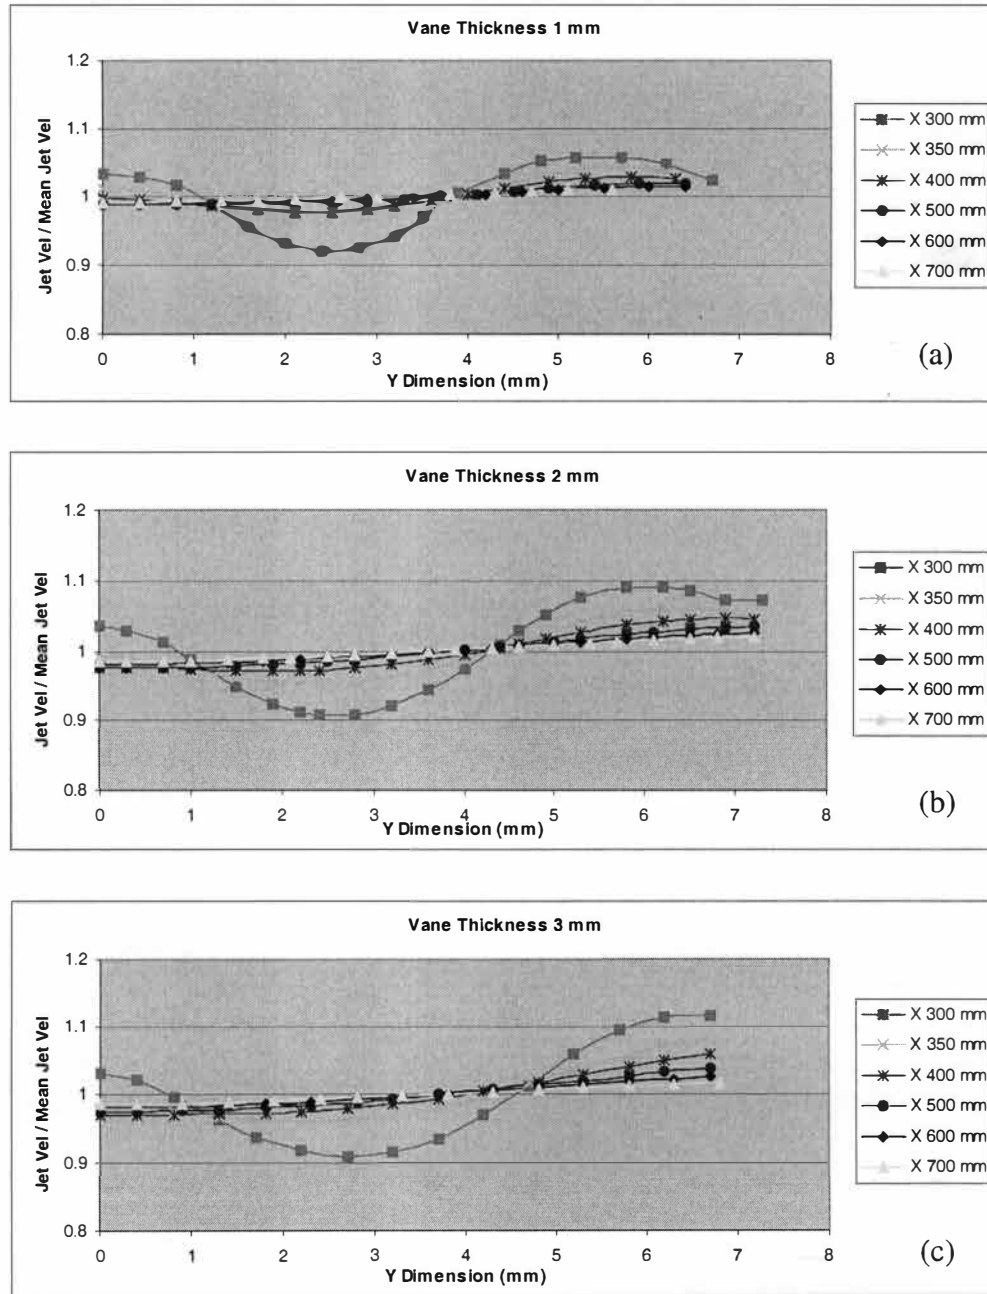 Vane Thickness 1 mm
Jet Vel / Mean Jet Vel
1.2
1.1
1
0.9
0.8
0 1 2 3 4 5 6 7 8
Y Dimension (mm)
X 300 mm
X 350 mm
X 400 mm
X 500 mm
X 600 mm
X 700 mm
(a)
Vane Thickness 2 mm
Jet Vel / Mean Jet Vel
1.2
1.1
1
0.9
0.8
0 1 2 3 4 5 6 7 8
Y Dimension (mm)
X 300 mm
X 350 mm
X 400 mm
X 500 mm
X 600 mm
X 700 mm
(b)
Vane Thickness 3 mm
Jet Vel / Mean Jet Vel
1.2
1.1
1
0.9
0.8
0 1 2 3 4 5 6 7 8
Y Dimension (mm)
X 300 mm
X 350 mm
X 400 mm
X 500 mm
X 600 mm
X 700 mm
(c)